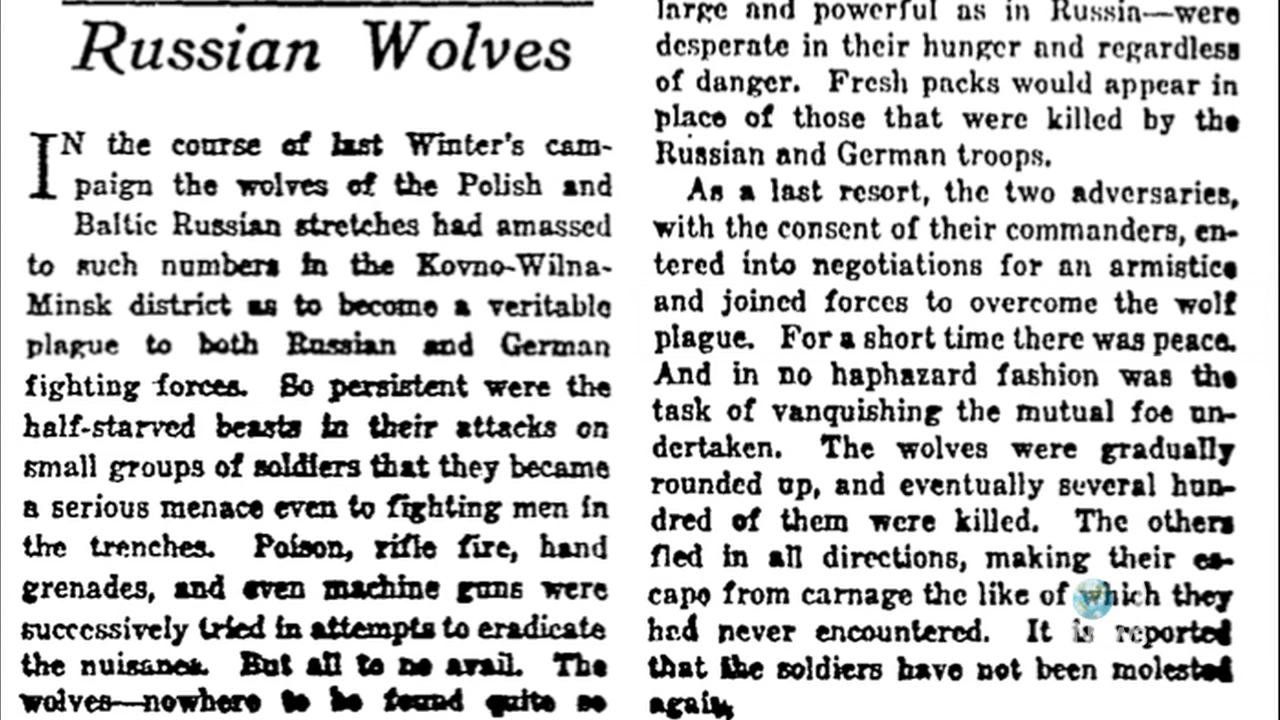 Russian Wolves
IN the course of last Winter's cam-
paign the wolves of the Polish and
Baltic Russian stretches had amassed
to such numbers in the Kovno-Wilna-
Minsk district as to become a veritable
plague to both Russian and German
fighting forces. So persistent were the
half-starved beasts in their attacks on
small groups of soldiers that they became
a serious menace even to fighting men in
the trenches. Poison, rifle fire, hand
grenades, and even machine guns were
successively tried in attempts to eradicate
the nuisance. But all to no avail. The
wolves—nowhere to be found quite so
large and powerful as in Russia—were
desperate in their hunger and regardless
of danger. Fresh packs would appear in
place of those that were killed by the
Russian and German troops.
As a last resort, the two adversaries,
with the consent of their commanders, en-
tered into negotiations for an armistice
and joined forces to overcome the wolf
plague. For a short time there was peace.
And in no haphazard fashion was the
task of vanquishing the mutual foe un-
dertaken. The wolves were gradually
rounded up, and eventually several hun-
dred of them were killed. The others
fled in all directions, making their es-
cape from carnage the like of which they
had never encountered. It is reported
that the soldiers have not been molested
again.